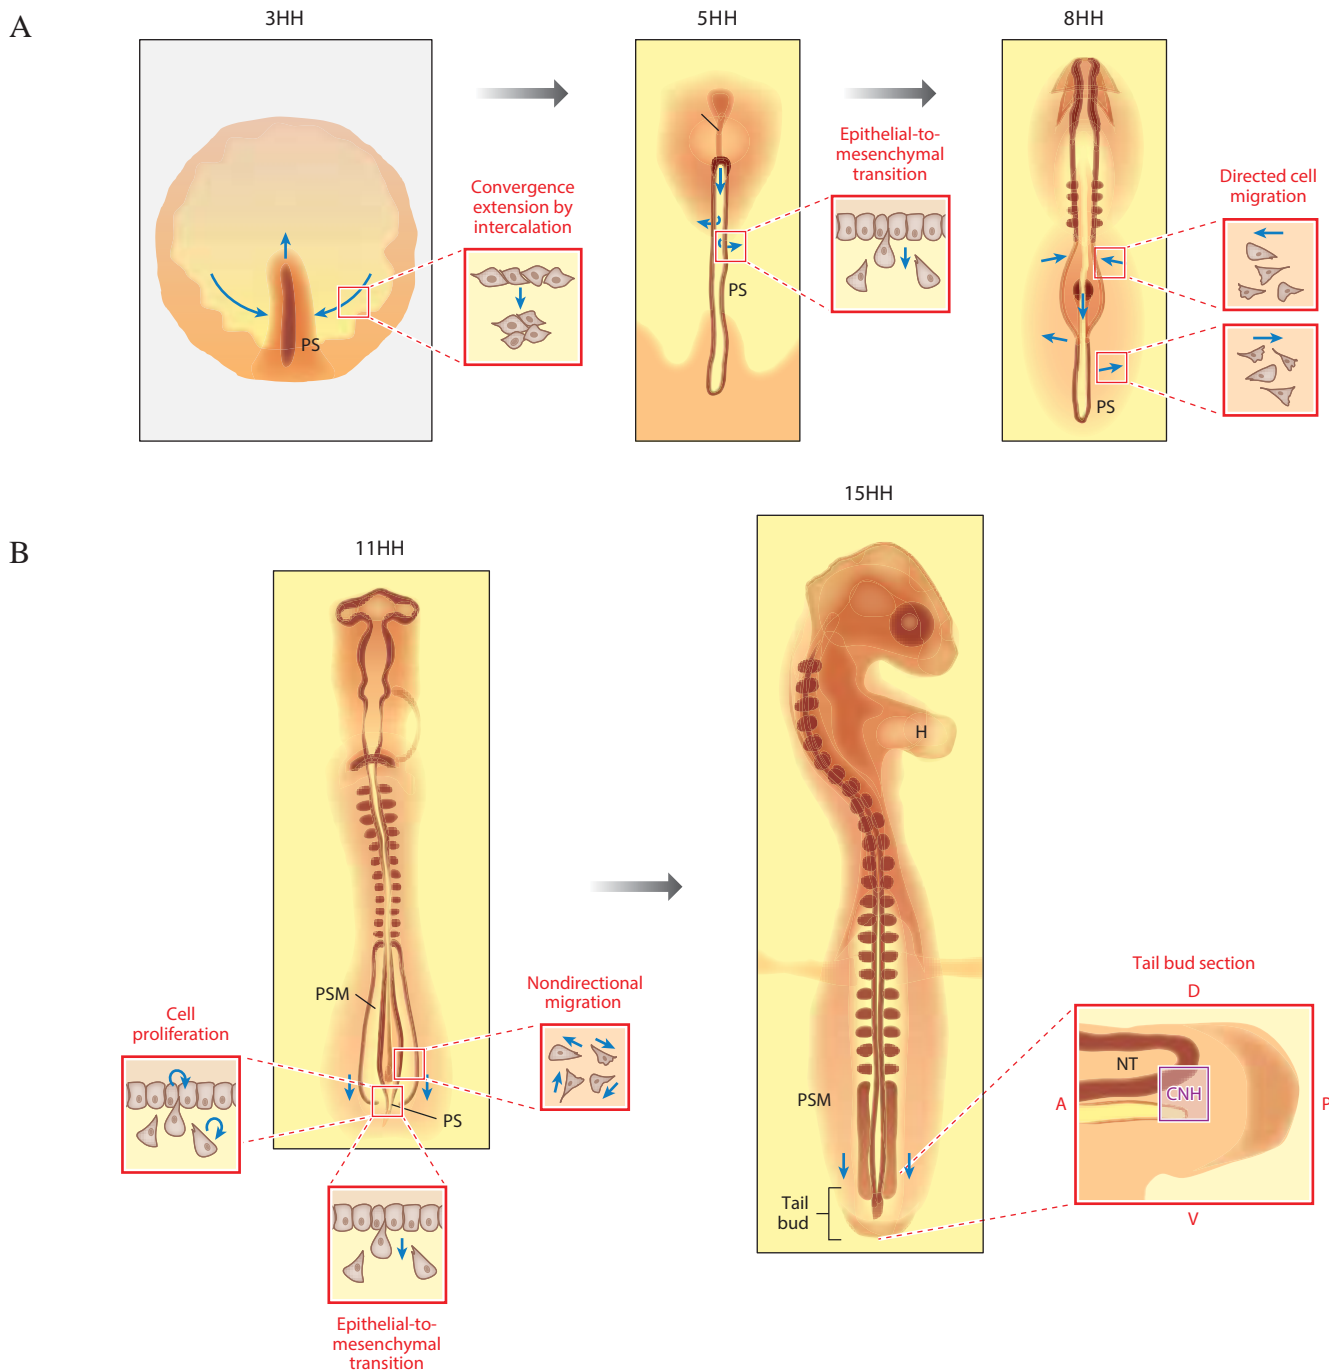 A
3HH
5HH
8HH
Convergence
extension by
intercalation
PS
Epithelial-to-
mesenchymal
transition
PS
Directed cell
migration
PS
B
11HH
15HH
H
PSM
Nondirectional
migration
Cell
proliferation
PS
Epithelial-to-
mesenchymal
transition
PSM
Tail
bud
Tail bud section
D
NT
CNH
A
P
V